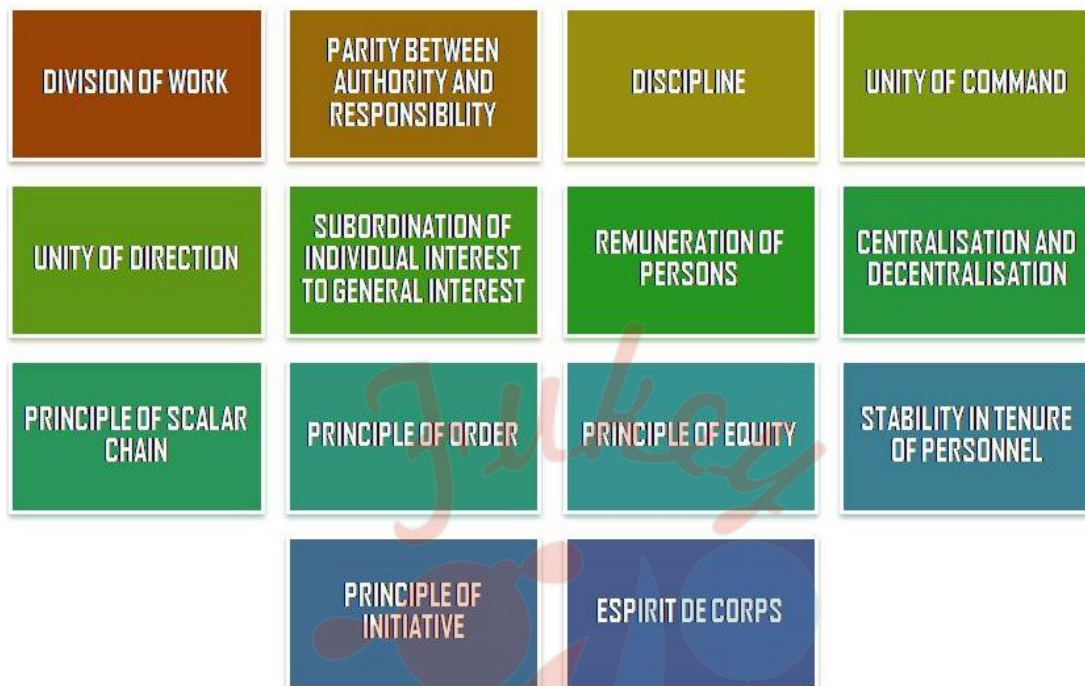 DIVISION OF WORK
PARITY BETWEEN
AUTHORITY AND
RESPONSIBILITY
DISCIPLINE
UNITY OF COMMAND
UNITY OF DIRECTION
SUBORDINATION OF
INDIVIDUAL INTEREST
TO GENERAL INTEREST
REMUNERATION OF
PERSONS
CENTRALISATION AND
DECENTRALISATION
PRINCIPLE OF SCALAR
CHAIN
PRINCIPLE OF ORDER
PRINCIPLE OF EQUITY
STABILITY IN TENURE
OF PERSONNEL
PRINCIPLE OF
INITIATIVE
ESPIRIT DE CORPS